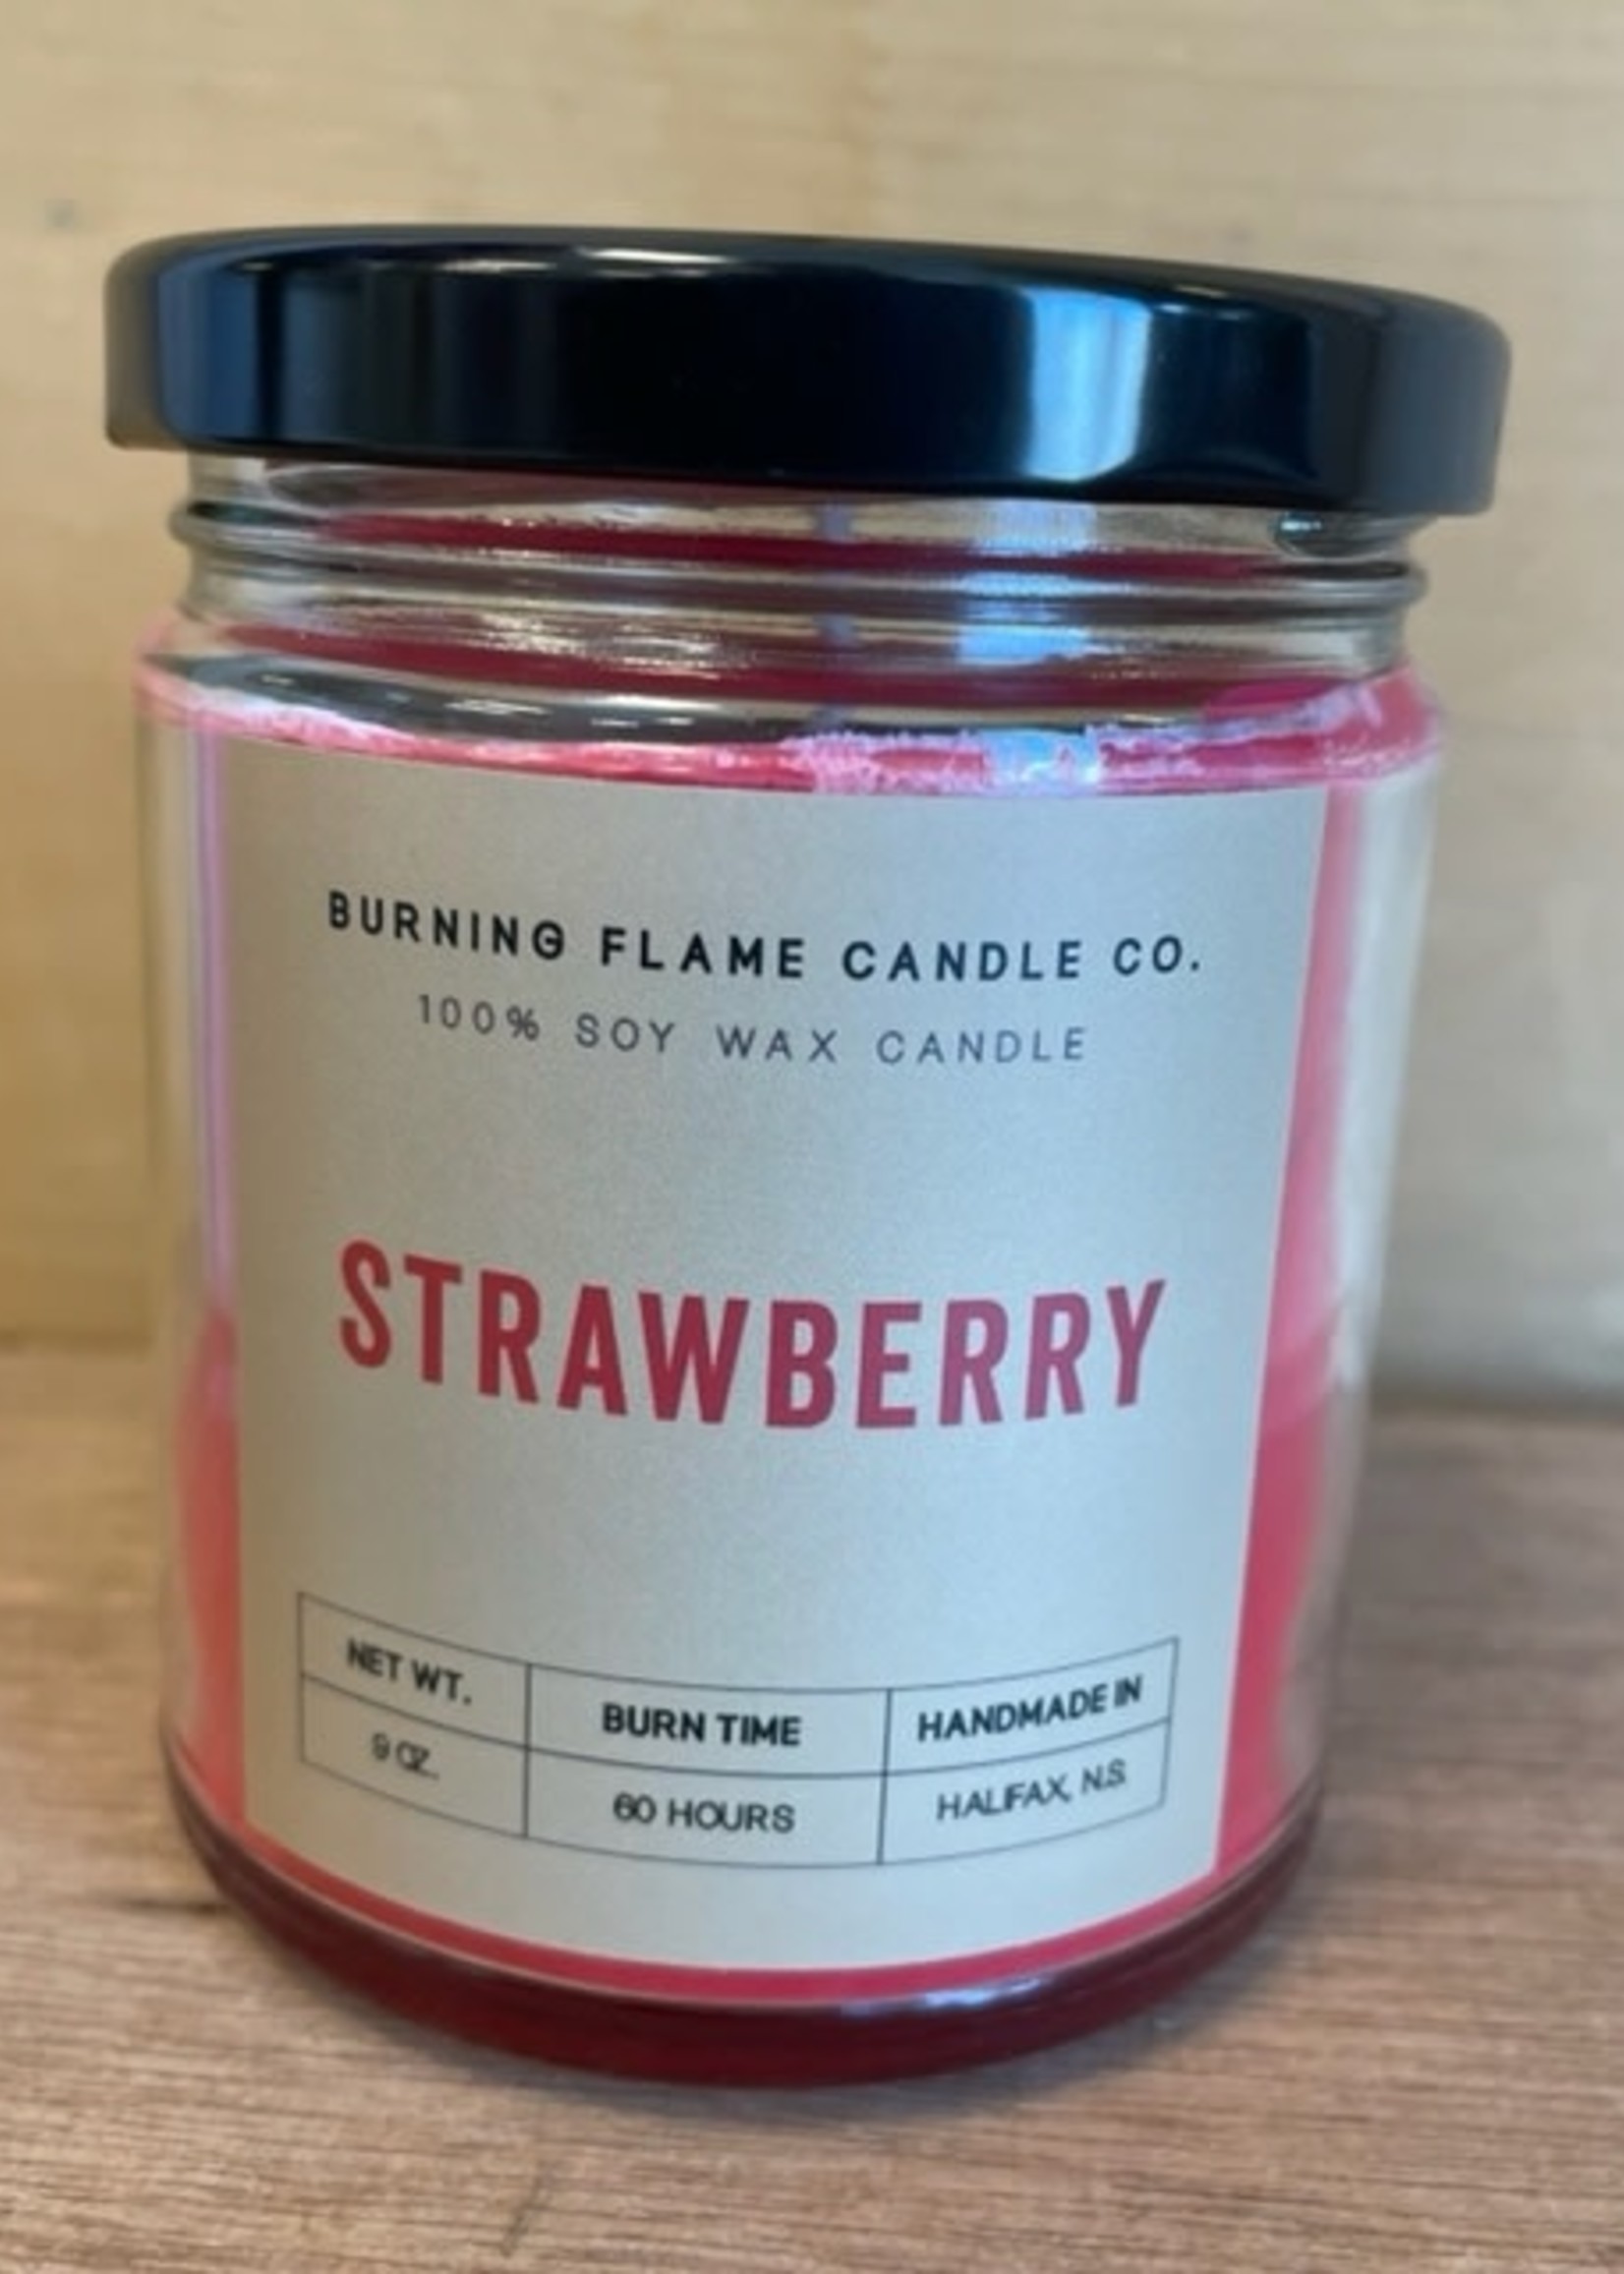 BURNING FLAME CANDLE CO.
100% SOY WAX CANDLE
STRAWBERRY
NET WT. BURN TIME HANDMADE IN
9 OZ. 60 HOURS HALIFAX, N.S.